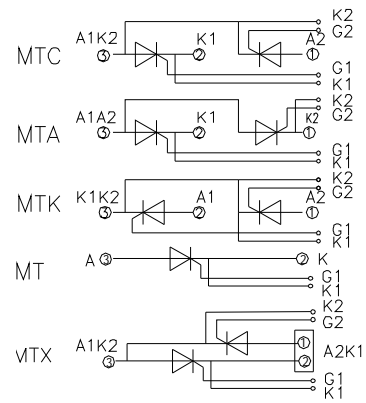 K2
A1K2 K1 A2 G2
MTC ③ ② ①
G1
K1
K2
A1A2 K1 K2 G2
MTA ③ ② ①
G1
K1
K2
MTK K1K2 A1 A2 G2
③ ② ①
G1
K1
MT A ③ ② K
G1
K1
K2
G2
MTX A1K2 ① A2K1
③ ②
G1
K1